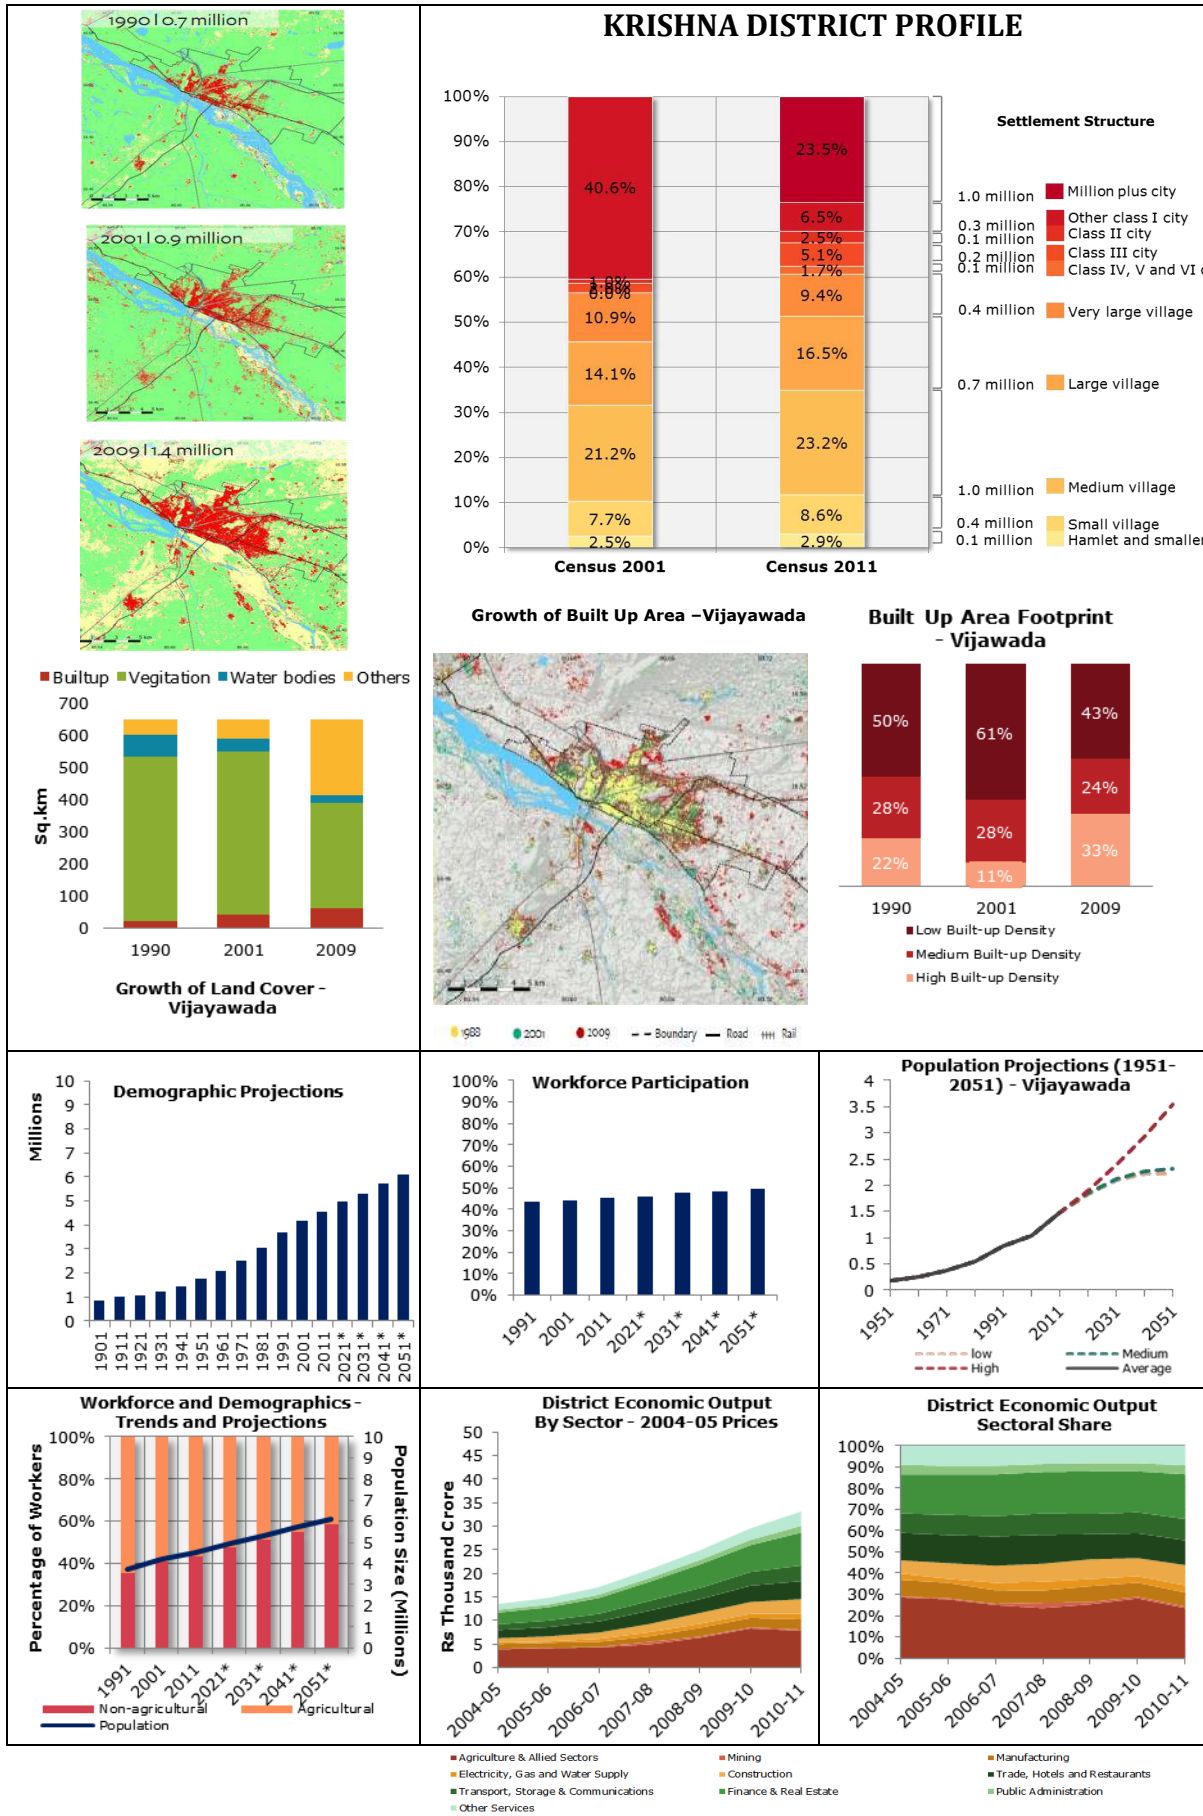 1990 | 0.7 million
2001 | 0.9 million
2009 | 1.4 million
Builtup Vegitation Water bodies Others
700
600
500
400
300
200
100
0
Sq.km
1990 2001 2009
Growth of Land Cover -
Vijayawada
KRISHNA DISTRICT PROFILE
100%
90%
80%
70%
60%
50%
40%
30%
20%
10%
0%
40.6%
10.9%
14.1%
21.2%
7.7%
2.5%
23.5%
6.5%
2.5%
5.1%
1.7%
9.4%
16.5%
23.2%
8.6%
2.9%
Census 2001 Census 2011
Settlement Structure
1.0 million Million plus city
0.3 million Other class I city
0.1 million Class II city
0.2 million Class III city
0.1 million Class IV, V and VI c
0.4 million Very large village
0.7 million Large village
1.0 million Medium village
0.4 million Small village
0.1 million Hamlet and smaller
Growth of Built Up Area –Vijayawada
1988 2001 2009 Boundary Road Rail
Built Up Area Footprint
- Vijawada
50% 61% 43%
28% 28% 24%
22% 11% 33%
1990 2001 2009
Low Built-up Density
Medium Built-up Density
High Built-up Density
Demographic Projections
Millions
10
9
8
7
6
5
4
3
2
1
0
1901 1911 1921 1931 1941 1951 1961 1971 1981 1991 2001 2011 2021* 2031* 2041* 2051*
Workforce Participation
100%
90%
80%
70%
60%
50%
40%
30%
20%
10%
0%
1991 2001 2011 2021* 2031* 2041* 2051*
Population Projections (1951-
2051) - Vijayawada
4
3.5
3
2.5
2
1.5
1
0.5
0
1951 1971 1991 2011 2031 2051
low Medium
High Average
Workforce and Demographics -
Trends and Projections
Percentage of Workers
100%
80%
60%
40%
20%
0%
10
9
8
7
6
5
4
3
2
1
0
Population Size (Millions)
1991 2001 2011 2021* 2031* 2041* 2051*
Non-agricultural Agricultural
Population
District Economic Output
By Sector - 2004-05 Prices
Rs Thousand Crore
50
45
40
35
30
25
20
15
10
5
0
2004-05 2005-06 2006-07 2007-08 2008-09 2009-10 2010-11
District Economic Output
Sectoral Share
100%
90%
80%
70%
60%
50%
40%
30%
20%
10%
0%
2004-05 2005-06 2006-07 2007-08 2008-09 2009-10 2010-11
Agriculture & Allied Sectors Mining Manufacturing
Electricity, Gas and Water Supply Construction Trade, Hotels and Restaurants
Transport, Storage & Communications Finance & Real Estate Public Administration
Other Services